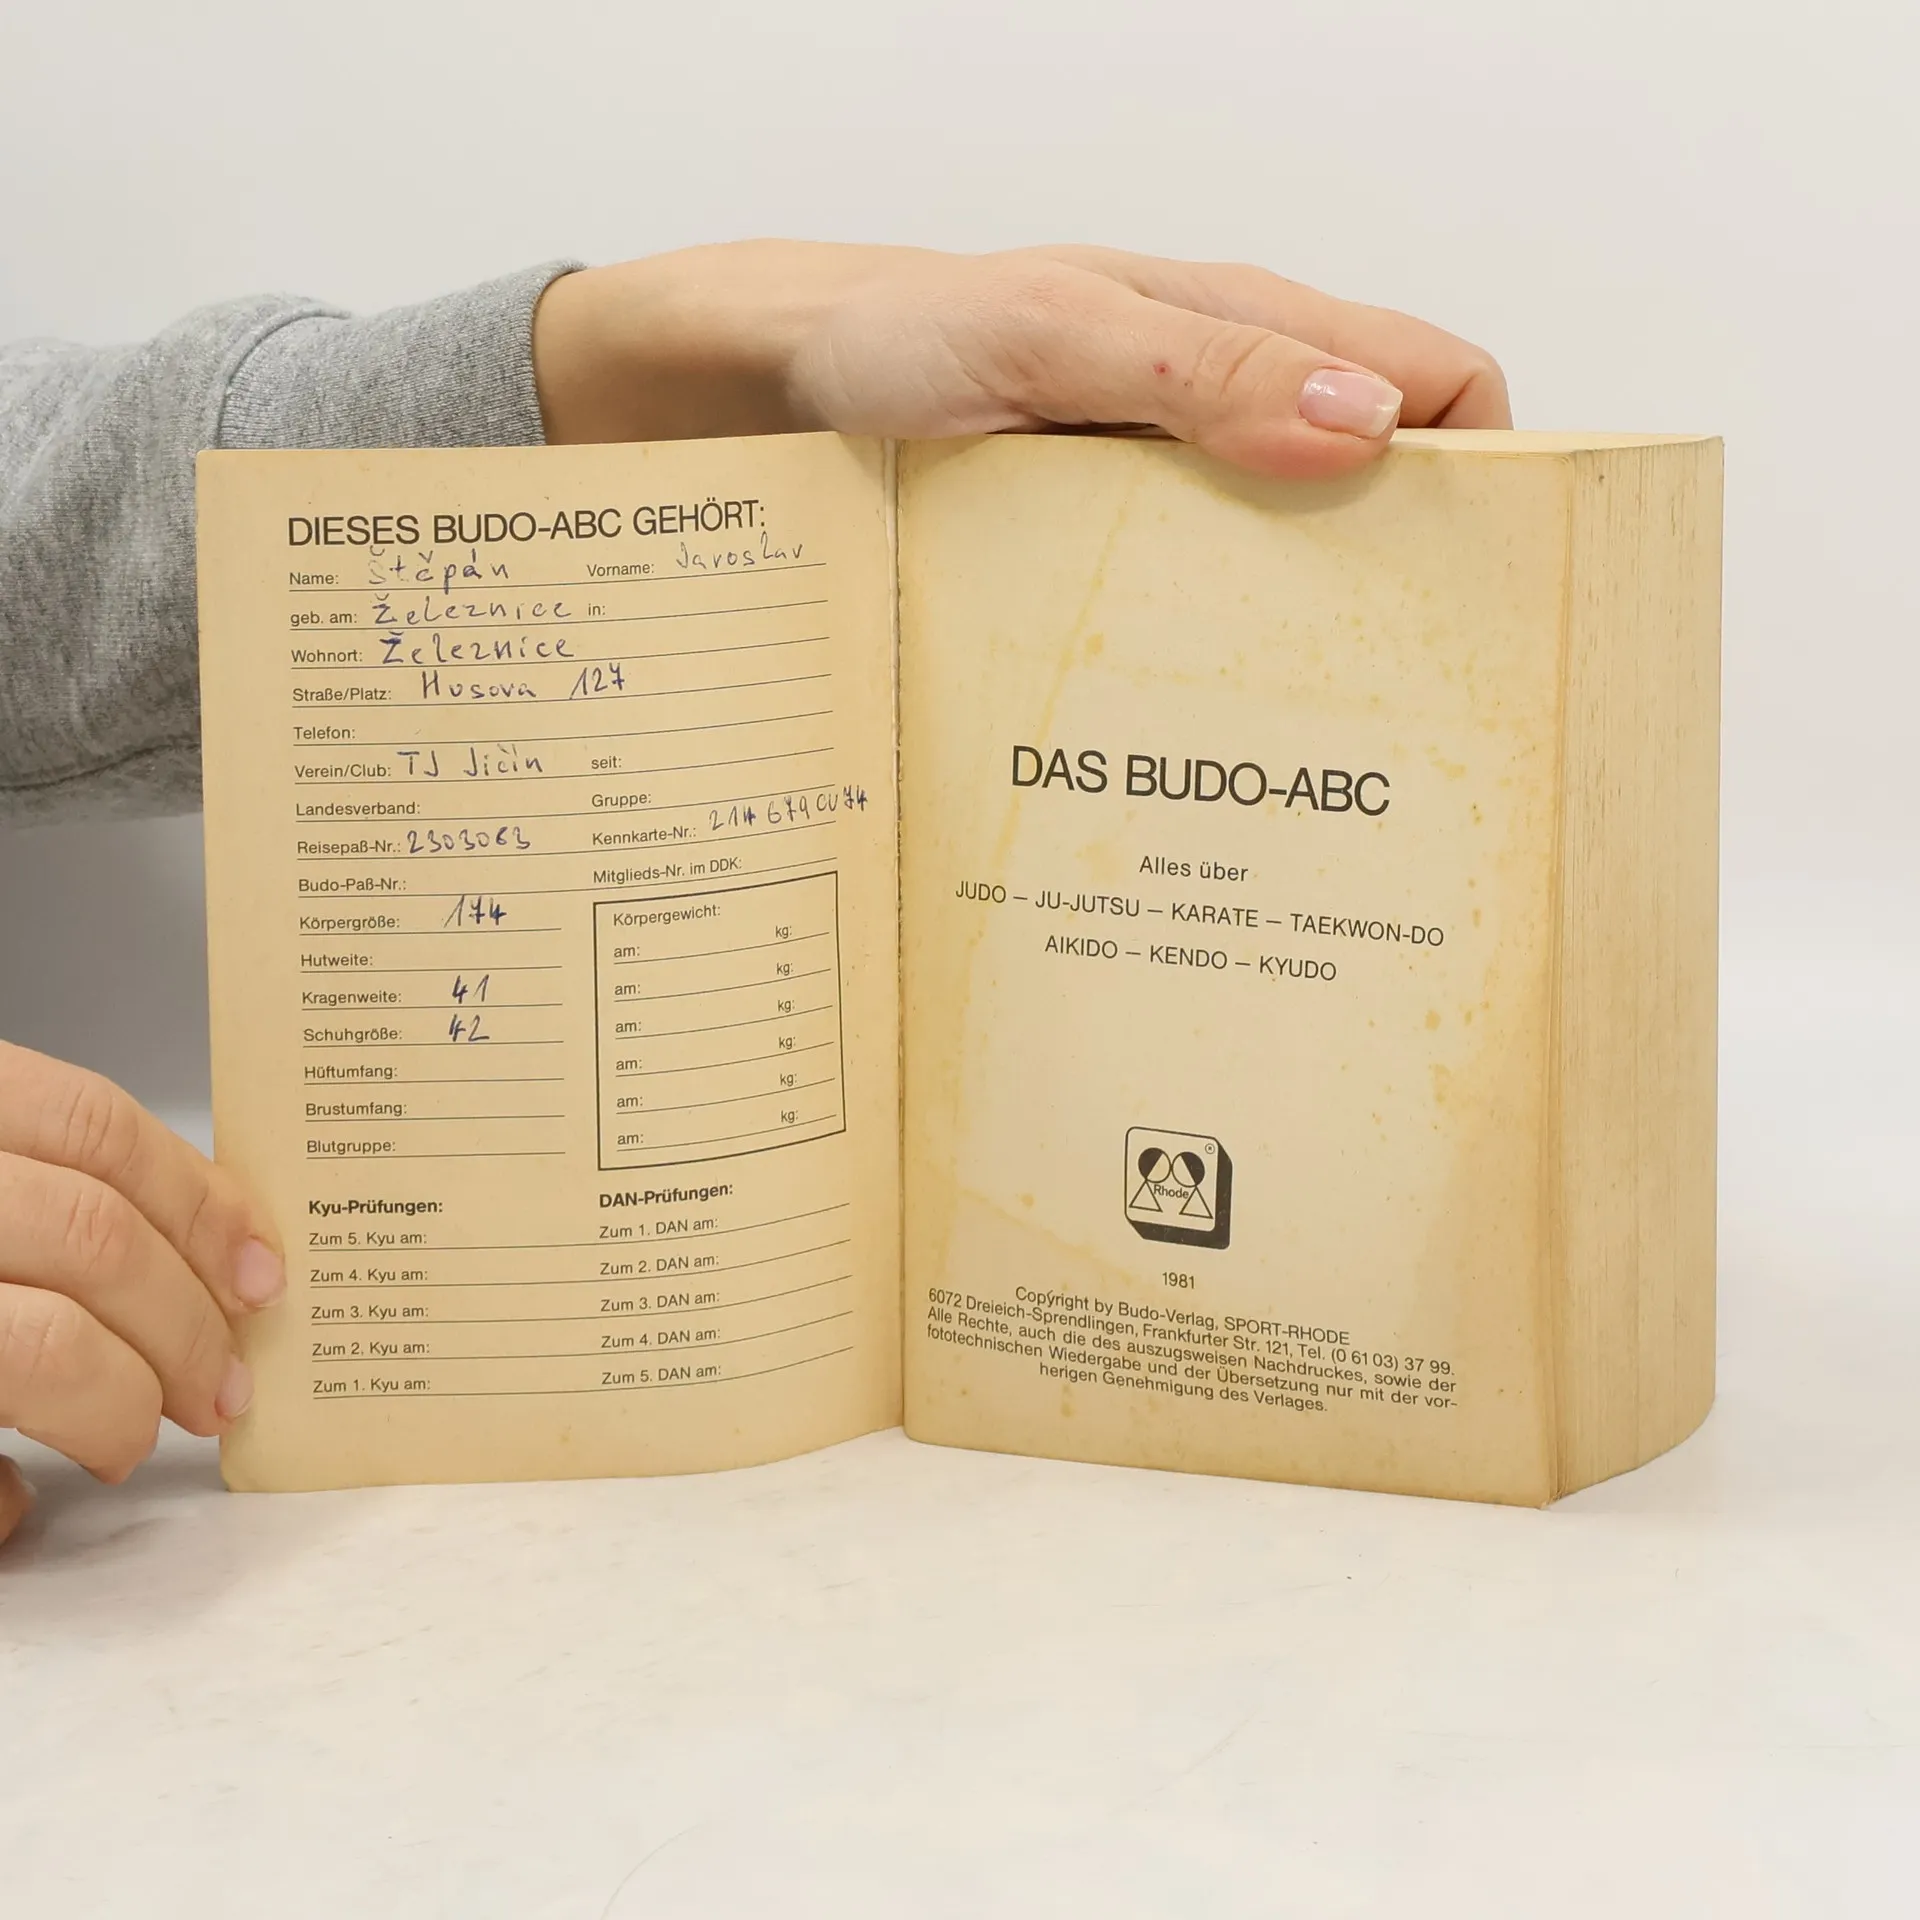 DIESES BUDO-ABC GEHÖRT:
Name: Štěpán Vorname: Jaroslav
geb. am: Železnice in:
Wohnort: Železnice
Straße/Platz: Husova 127
Telefon:
Verein/Club: TJ Jičín seit:
Landesverband: Gruppe:
Reisepaß-Nr.: 2303063 Kennkarte-Nr.: 214 679 CU 74
Budo-Paß-Nr.: Mitglieds-Nr. im DDK:
Körpergröße: 174
Hutweite:
Kragenweite: 41
Schuhgröße: 42
Hüftumfang:
Brustumfang:
Blutgruppe:
Körpergewicht:
am: kg:
am: kg:
am: kg:
am: kg:
am: kg:
am: kg:
Kyu-Prüfungen: DAN-Prüfungen:
Zum 5. Kyu am: Zum 1. DAN am:
Zum 4. Kyu am: Zum 2. DAN am:
Zum 3. Kyu am: Zum 3. DAN am:
Zum 2. Kyu am: Zum 4. DAN am:
Zum 1. Kyu am: Zum 5. DAN am:
DAS BUDO-ABC
Alles über
JUDO – JU-JUTSU – KARATE – TAEKWON-DO
AIKIDO – KENDO – KYUDO
Rhode ®
1981
Copyright by Budo-Verlag, SPORT-RHODE
6072 Dreieich-Sprendlingen, Frankfurter Str. 121, Tel. (0 61 03) 37 99.
Alle Rechte, auch die des auszugsweisen Nachdruckes, sowie der
fototechnischen Wiedergabe und der Übersetzung nur mit der vor-
herigen Genehmigung des Verlages.